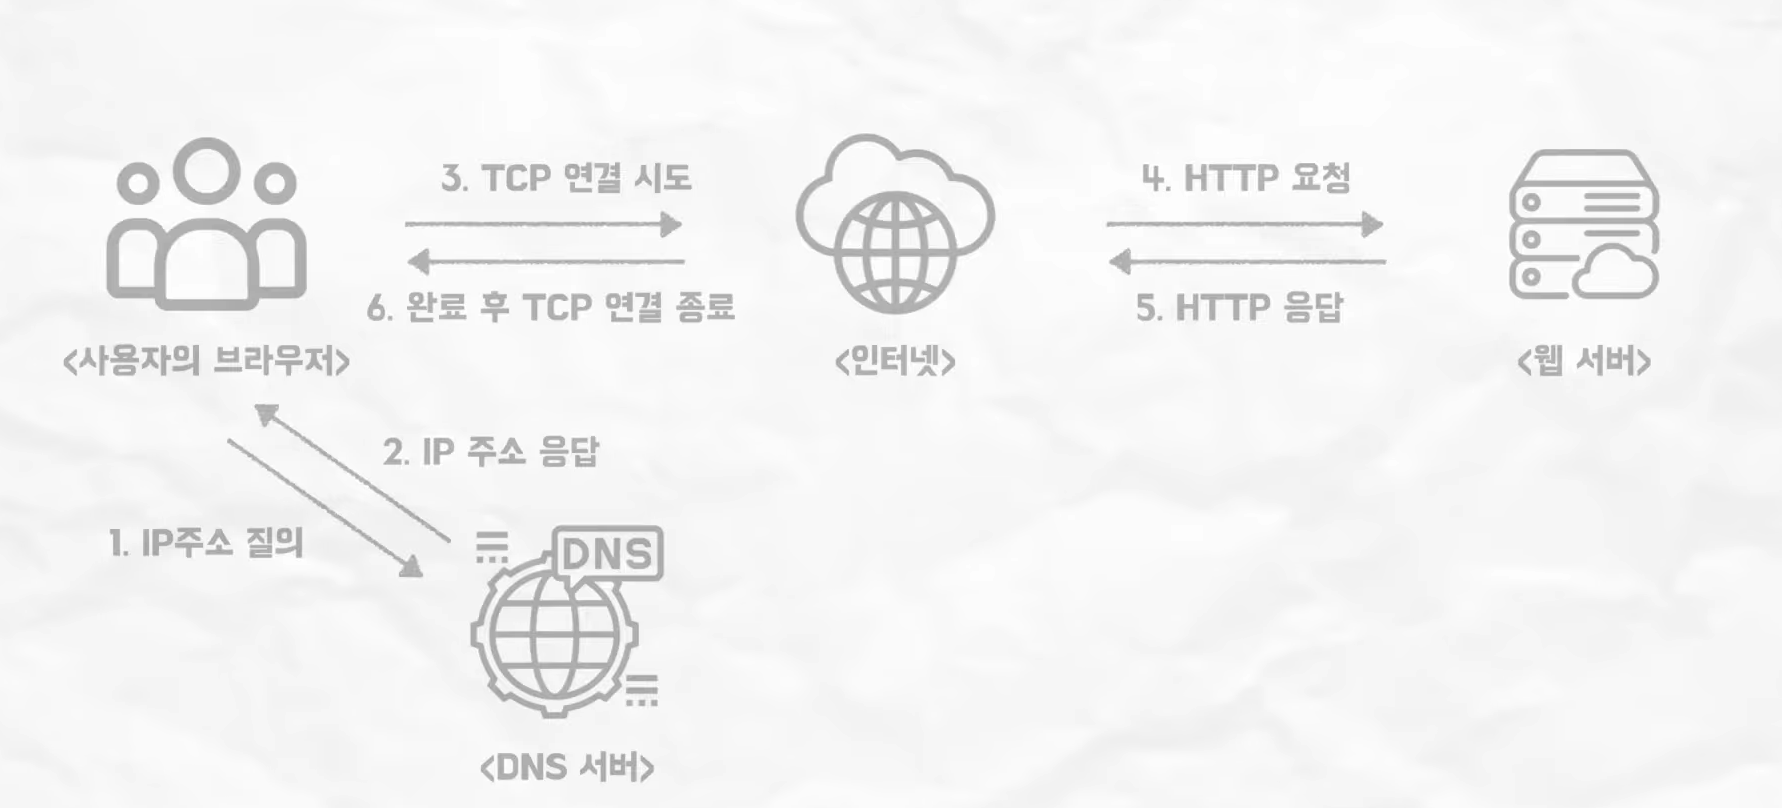 3. TCP 연결 시도
4. HTTP 요청
6. 완료 후 TCP 연결 종료
5. HTTP 응답
<사용자의 브라우저>
<인터넷>
<웹 서버>
2. IP 주소 응답
1. IP주소 질의
DNS
<DNS 서버>